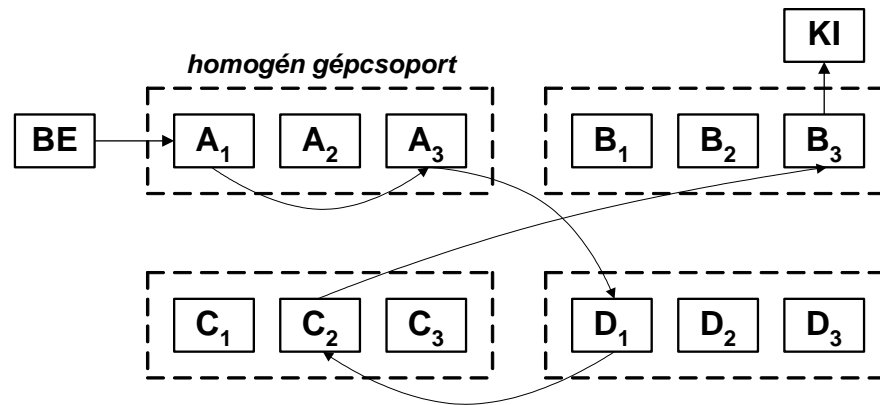 KI
homogén gépcsoport
BE A₁ A₂ A₃ B₁ B₂ B₃
C₁ C₂ C₃ D₁ D₂ D₃